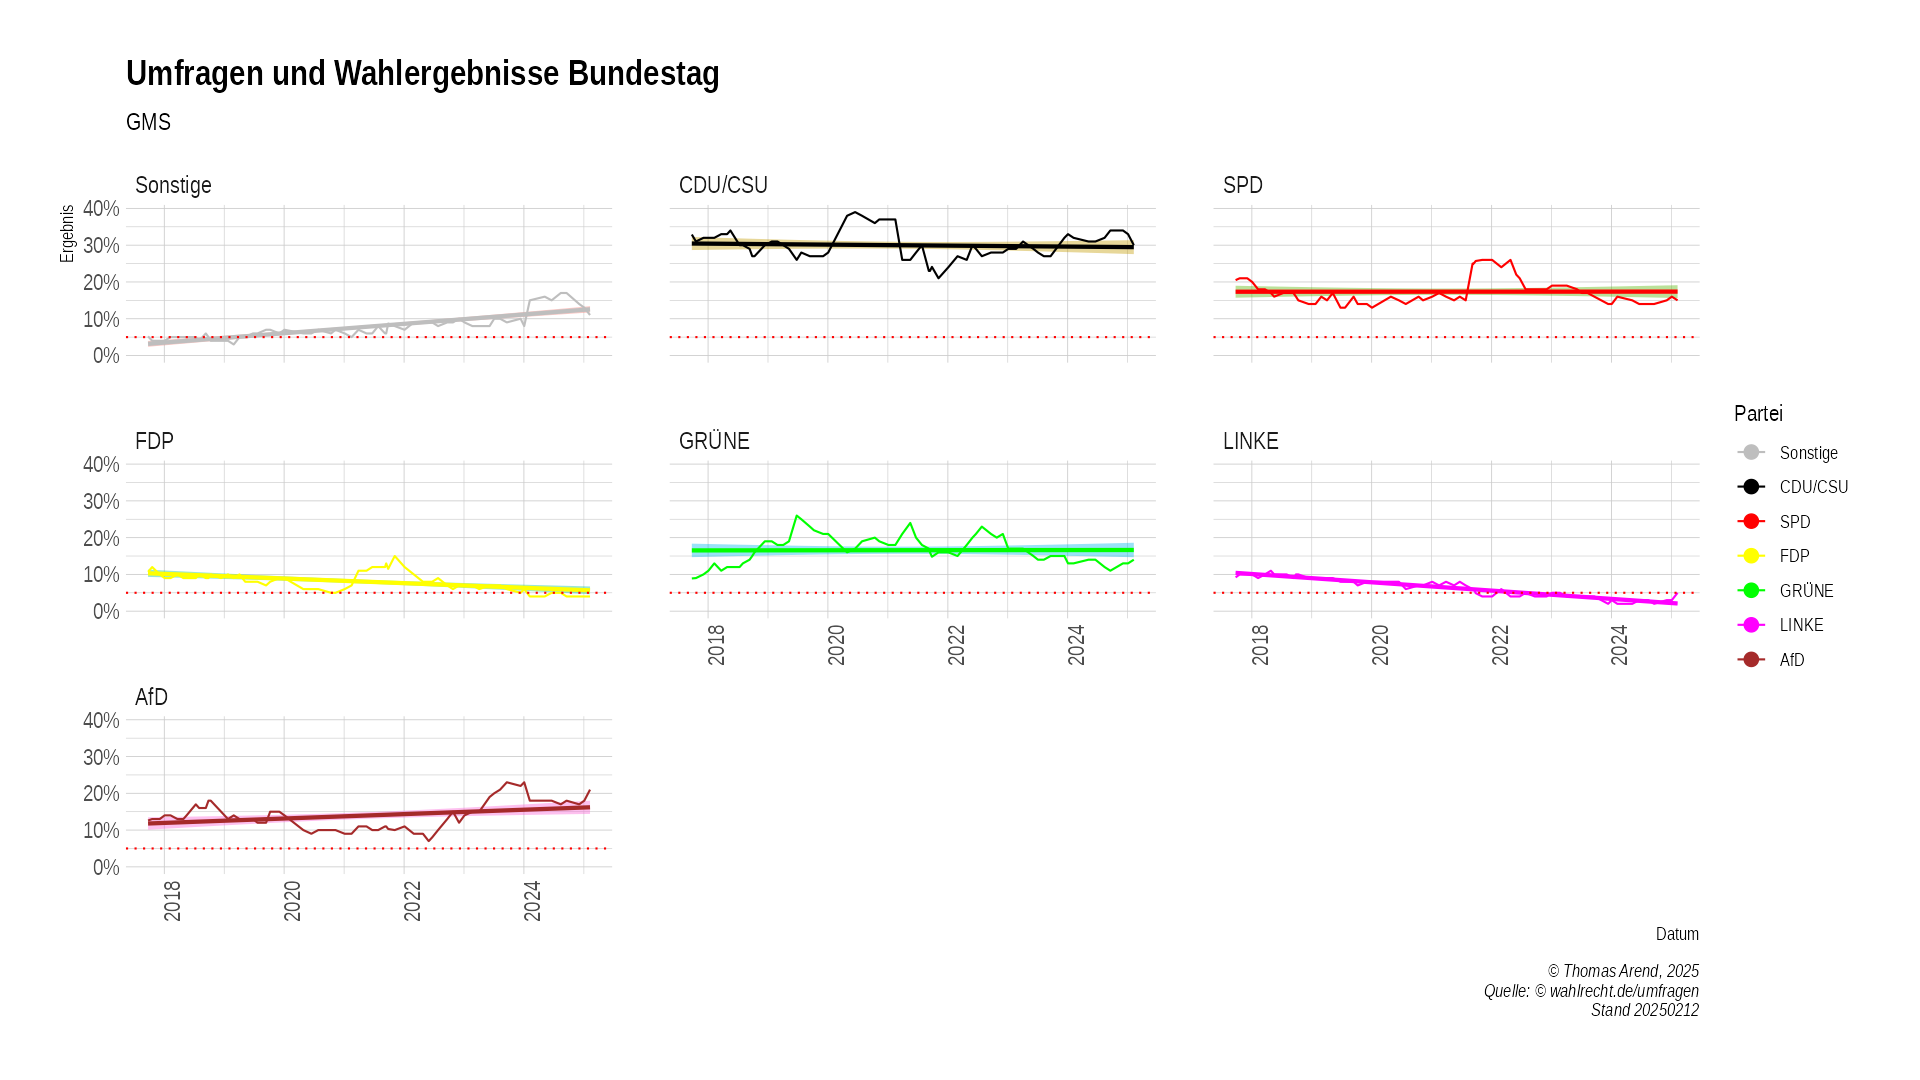 Umfragen und Wahlergebnisse Bundestag
GMS
Sonstige
CDU/CSU
SPD
Ergebnis
40%
30%
20%
10%
0%
FDP
GRÜNE
LINKE
40%
30%
20%
10%
0%
2018
2020
2022
2024
2018
2020
2022
2024
AfD
40%
30%
20%
10%
0%
2018
2020
2022
2024
Partei
Sonstige
CDU/CSU
SPD
FDP
GRÜNE
LINKE
AfD
Datum
© Thomas Arend, 2025
Quelle: © wahlrecht.de/umfragen
Stand 20250212